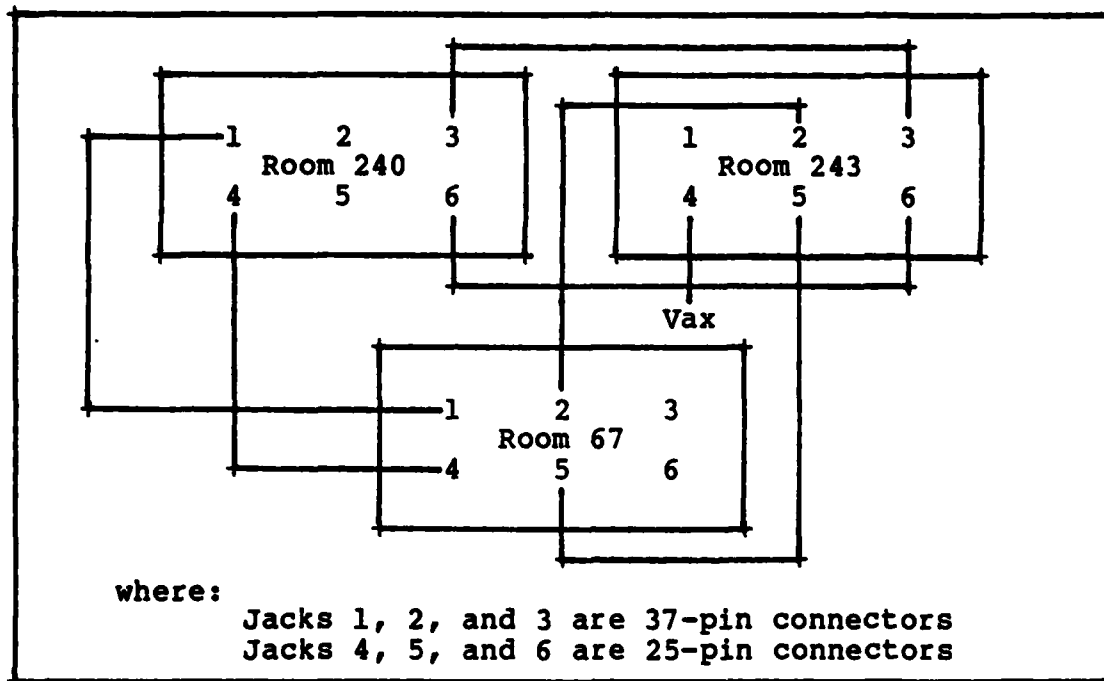 1 2 3
Room 240
4 5 6
1 2 3
Room 243
4 5 6
Vax
1 2 3
Room 67
4 5 6
where:
Jacks 1, 2, and 3 are 37-pin connectors
Jacks 4, 5, and 6 are 25-pin connectors